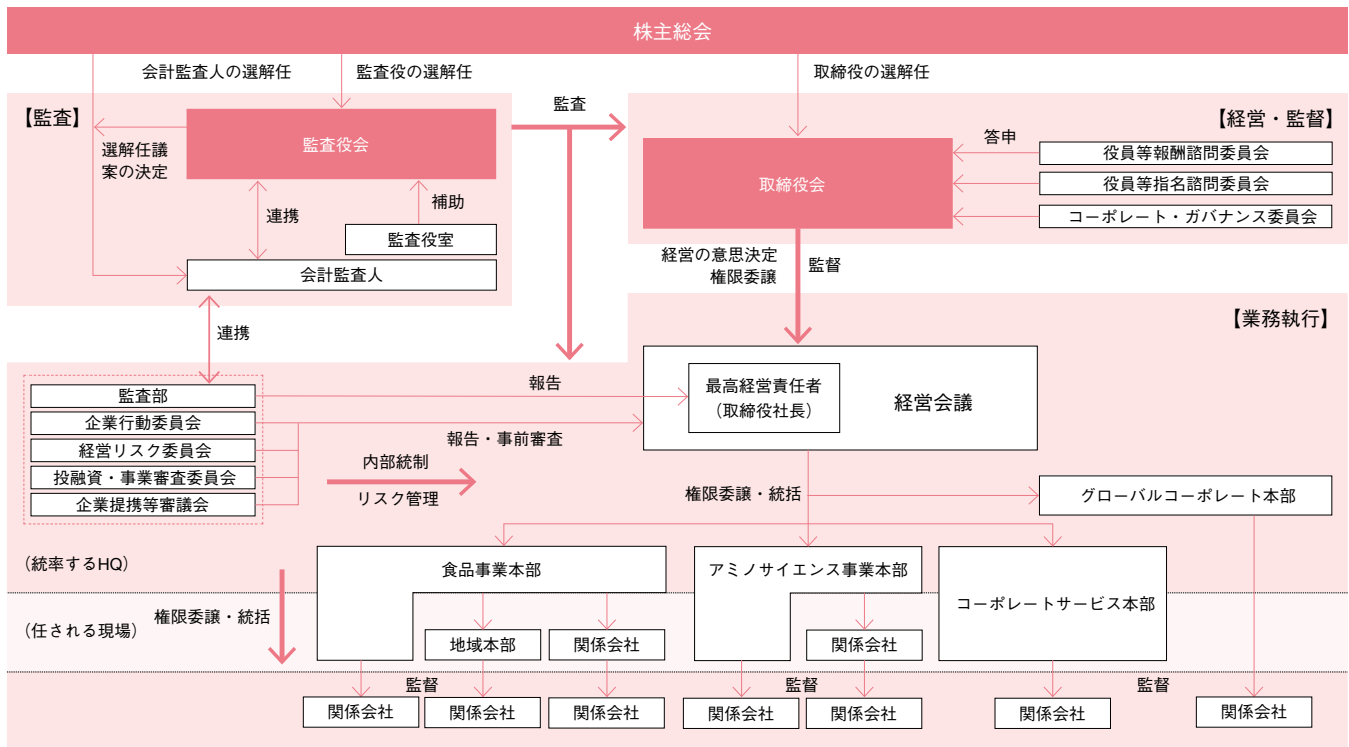 株主総会
会計監査人の選解任
監査役の選解任
取締役の選解任
【監査】
監査
【経営・監督】
監査役会
選解任議
案の決定
連携
補助
監査役室
会計監査人
取締役会
答申
役員等報酬諮問委員会
役員等指名諮問委員会
コーポレート・ガバナンス委員会
経営の意思決定
権限委譲
監督
連携
【業務執行】
監査部
企業行動委員会
経営リスク委員会
投融資・事業審査委員会
企業提携等審議会
報告
報告・事前審査
内部統制
リスク管理
最高経営責任者
（取締役社長）
経営会議
権限委譲・統括
グローバルコーポレート本部
(統率するHQ)
食品事業本部
アミノサイエンス事業本部
コーポレートサービス本部
(任される現場)
権限委譲・統括
地域本部
関係会社
関係会社
監督
監督
監督
関係会社
関係会社
関係会社
関係会社
関係会社
関係会社
関係会社